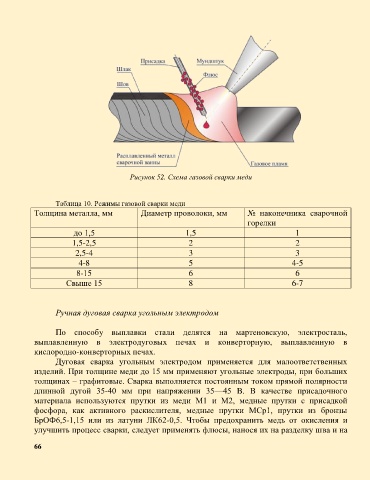 Присадка
Мундштук
Шлак
Флюс
Шов
Расплавленный металл
сварочной ванны
Газовое пламя
Рисунок 52. Схема газовой сварки меди
Таблица 10. Режимы газовой сварки меди
Толщина металла, мм Диаметр проволоки, мм № наконечника сварочной
горелки
до 1,5 1,5 1
1,5-2,5 2 2
2,5-4 3 3
4-8 5 4-5
8-15 6 6
Свыше 15 8 6-7
Ручная дуговая сварка угольным электродом
По способу выплавки стали делятся на мартеновскую, электросталь,
выплавленную в электродуговых печах и конверторную, выплавленную в
кислородно-конверторных печах.
Дуговая сварка угольным электродом применяется для малоответственных
изделий. При толщине меди до 15 мм применяют угольные электроды, при больших
толщинах – графитовые. Сварка выполняется постоянным током прямой полярности
длинной дугой 35-40 мм при напряжении 35—45 В. В качестве присадочного
материала используются прутки из меди М1 и М2, медные прутки с присадкой
фосфора, как активного раскислителя, медные прутки МСр1, прутки из бронзы
БрОФ6,5-1,15 или из латуни ЛК62-0,5. Чтобы предохранить медь от окисления и
улучшить процесс сварки, следует применять флюсы, нанося их на разделку шва и на
66